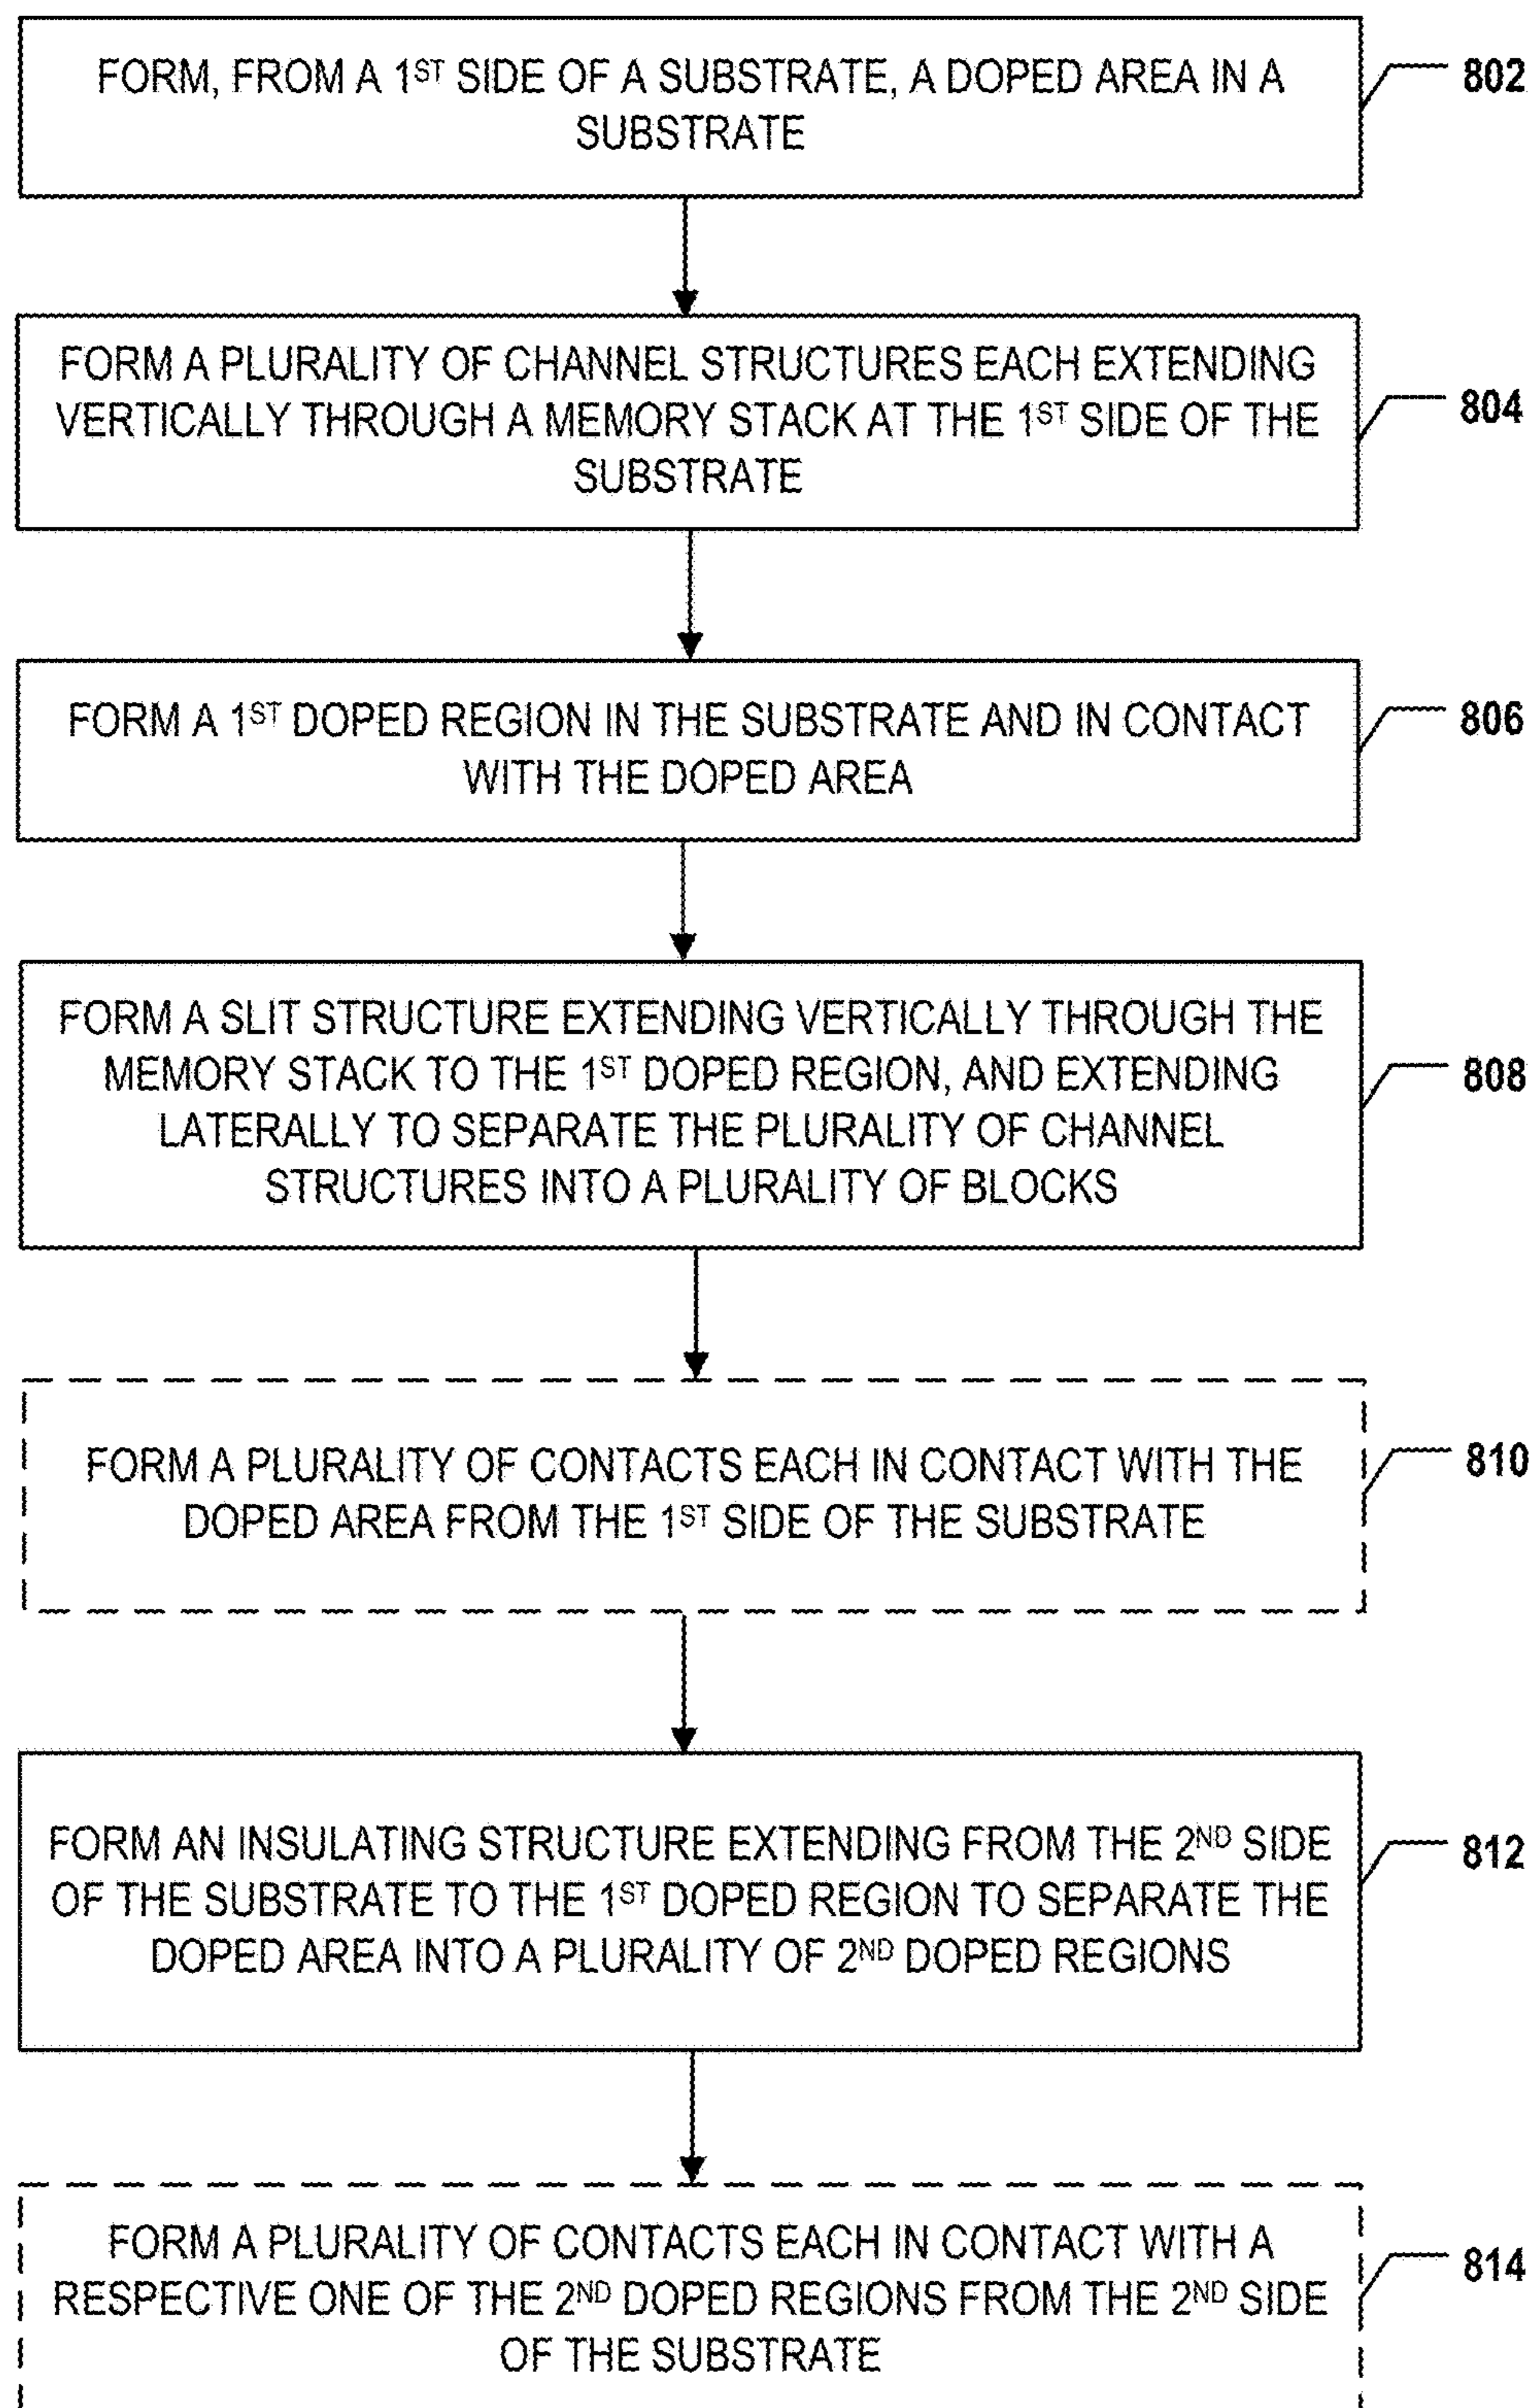 FORM, FROM A 1ST SIDE OF A SUBSTRATE, A DOPED AREA IN A
SUBSTRATE
802
FORM A PLURALITY OF CHANNEL STRUCTURES EACH EXTENDING
VERTICALLY THROUGH A MEMORY STACK AT THE 1ST SIDE OF THE
SUBSTRATE
804
FORM A 1ST DOPED REGION IN THE SUBSTRATE AND IN CONTACT
WITH THE DOPED AREA
806
FORM A SLIT STRUCTURE EXTENDING VERTICALLY THROUGH THE
MEMORY STACK TO THE 1ST DOPED REGION, AND EXTENDING
LATERALLY TO SEPARATE THE PLURALITY OF CHANNEL
STRUCTURES INTO A PLURALITY OF BLOCKS
808
FORM A PLURALITY OF CONTACTS EACH IN CONTACT WITH THE
DOPED AREA FROM THE 1ST SIDE OF THE SUBSTRATE
810
FORM AN INSULATING STRUCTURE EXTENDING FROM THE 2ND SIDE
OF THE SUBSTRATE TO THE 1ST DOPED REGION TO SEPARATE THE
DOPED AREA INTO A PLURALITY OF 2ND DOPED REGIONS
812
FORM A PLURALITY OF CONTACTS EACH IN CONTACT WITH A
RESPECTIVE ONE OF THE 2ND DOPED REGIONS FROM THE 2ND SIDE
OF THE SUBSTRATE
814